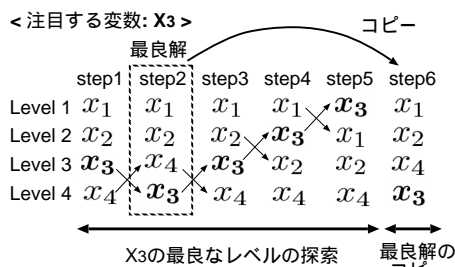 < 注目する変数: X3 >
コピー
最良解
step1 step2 step3 step4 step5 step6
Level 1 x1 x1 x1 x1 x3 x1
Level 2 x2 x2 x2 x3 x1 x2
Level 3 x3 x4 x3 x2 x2 x4
Level 4 x4 x3 x4 x4 x4 x3
X3の最良なレベルの探索
最良解の
コピー